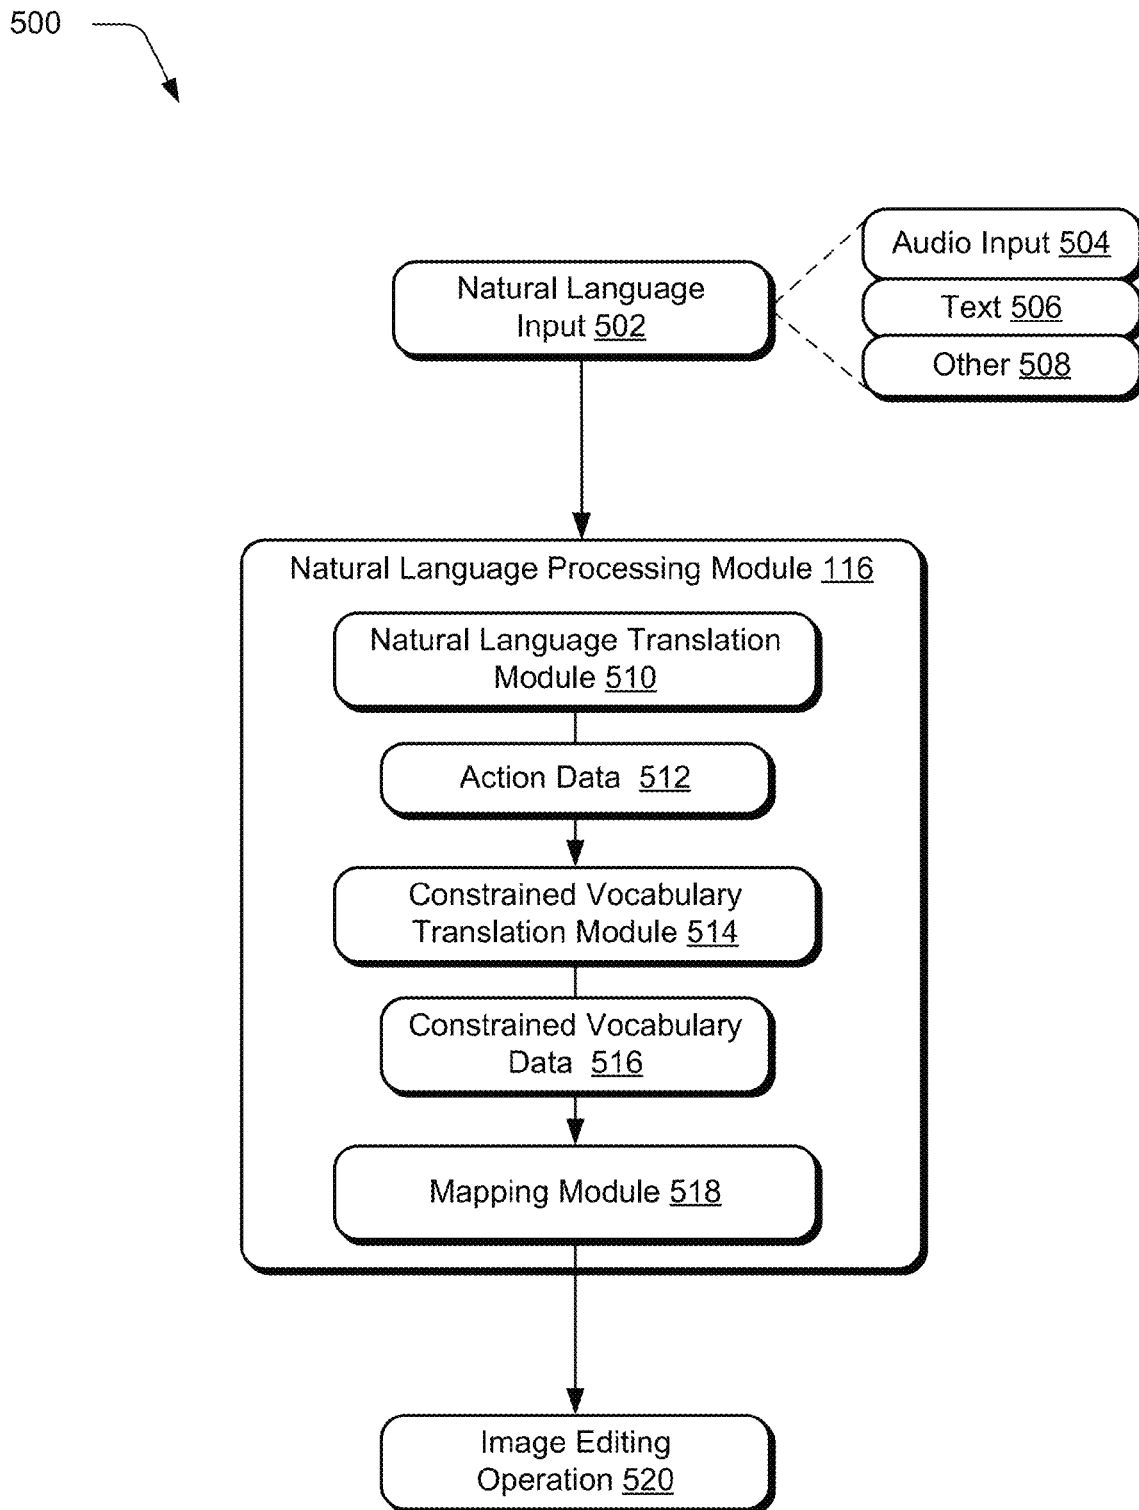 500
Audio Input 504
Natural Language
Input 502
Text 506
Other 508
Natural Language Processing Module 116
Natural Language Translation
Module 510
Action Data 512
Constrained Vocabulary
Translation Module 514
Constrained Vocabulary
Data 516
Mapping Module 518
Image Editing
Operation 520